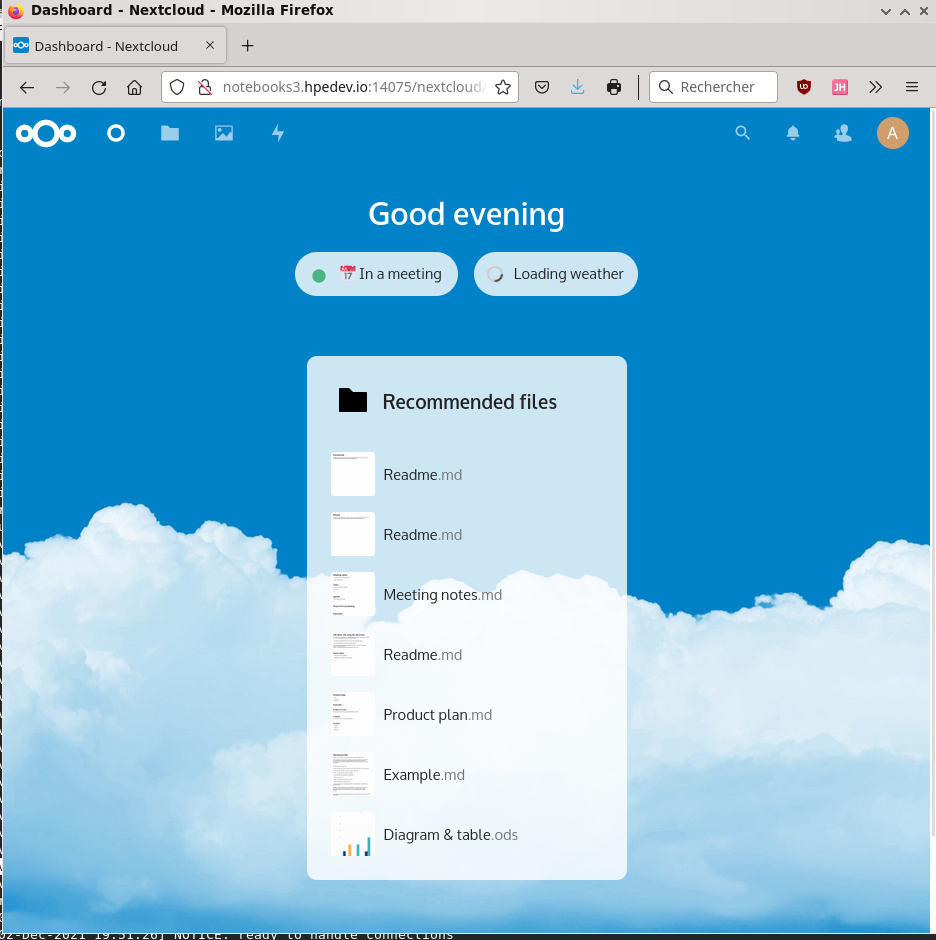 Dashboard - Nextcloud - Mozilla Firefox
Dashboard - Nextcloud
notebooks3.hpedev.io:14075/nextcloud/
Rechercher
JH
A
Good evening
17 In a meeting
Loading weather
Recommended files
Readme.md
Readme.md
Meeting notes.md
Readme.md
Product plan.md
Example.md
Diagram & table.ods
02-Dec-2021 19:51:26] NOTICE: ready to handle connections